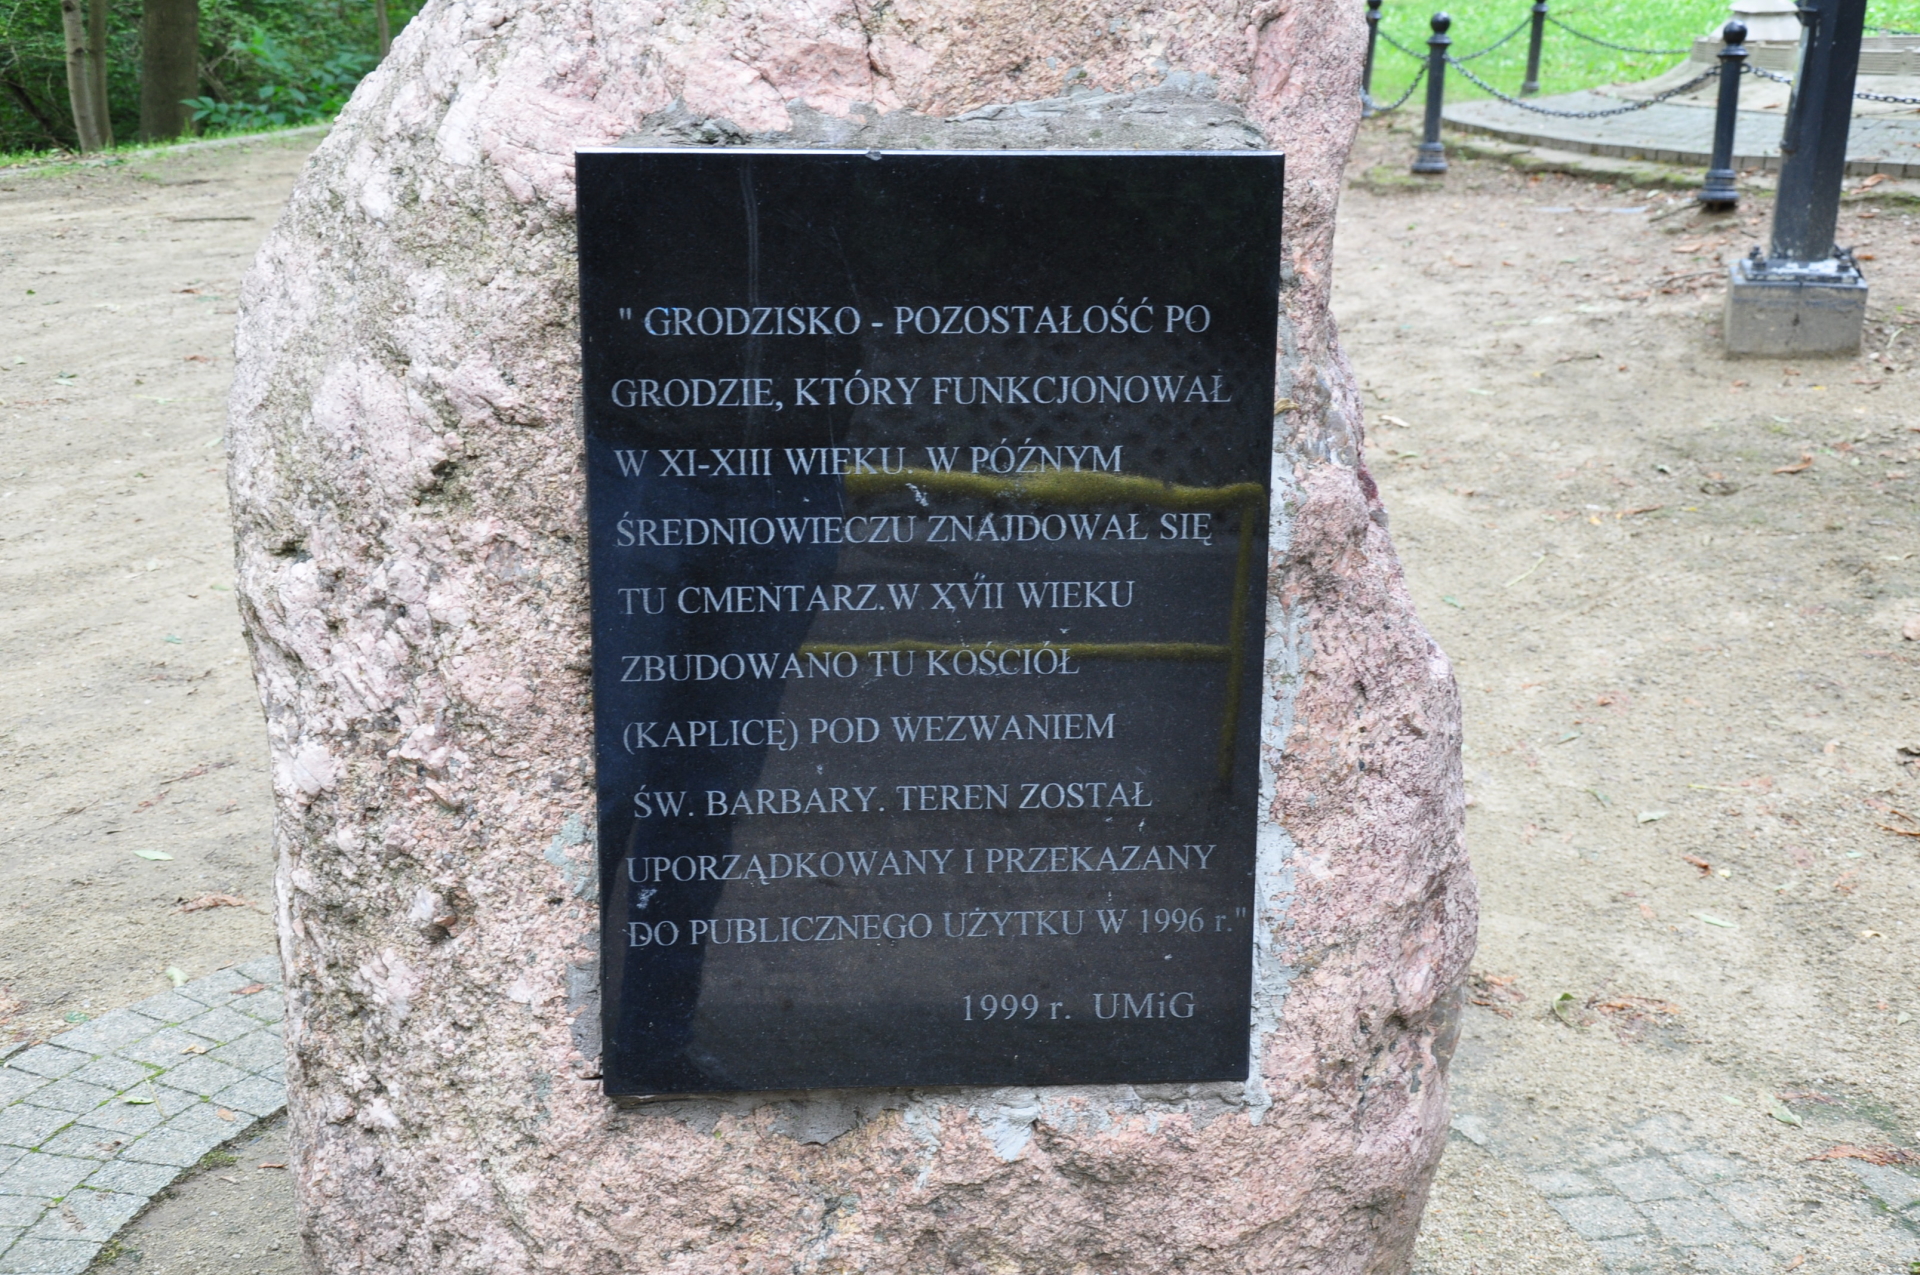 " GRODZISKO - POZOSTAŁOŚĆ PO
GRODZIE, KTÓRY FUNKCJONOWAŁ
W XI-XIII WIEKU. W PÓŹNYM
ŚREDNIOWIECZU ZNAJDOWAŁ SIĘ
TU CMENTARZ.W XVII WIEKU
ZBUDOWANO TU KOŚCIÓŁ
(KAPLICĘ) POD WEZWANIEM
ŚW. BARBARY. TEREN ZOSTAŁ
UPORZĄDKOWANY I PRZEKAZANY
DO PUBLICZNEGO UŻYTKU W 1996 r."
1999 r. UMiG